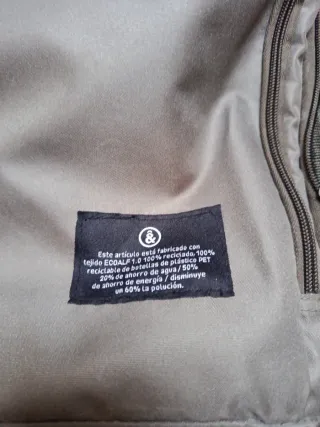 &
Este artículo está fabricado con
tejido ECOALF 1.0 100% reciclado, 100%
reciclable de botellas de plástico PET
20% de ahorro de agua / 50%
de ahorro de energía / disminuye
un 60% la polución.